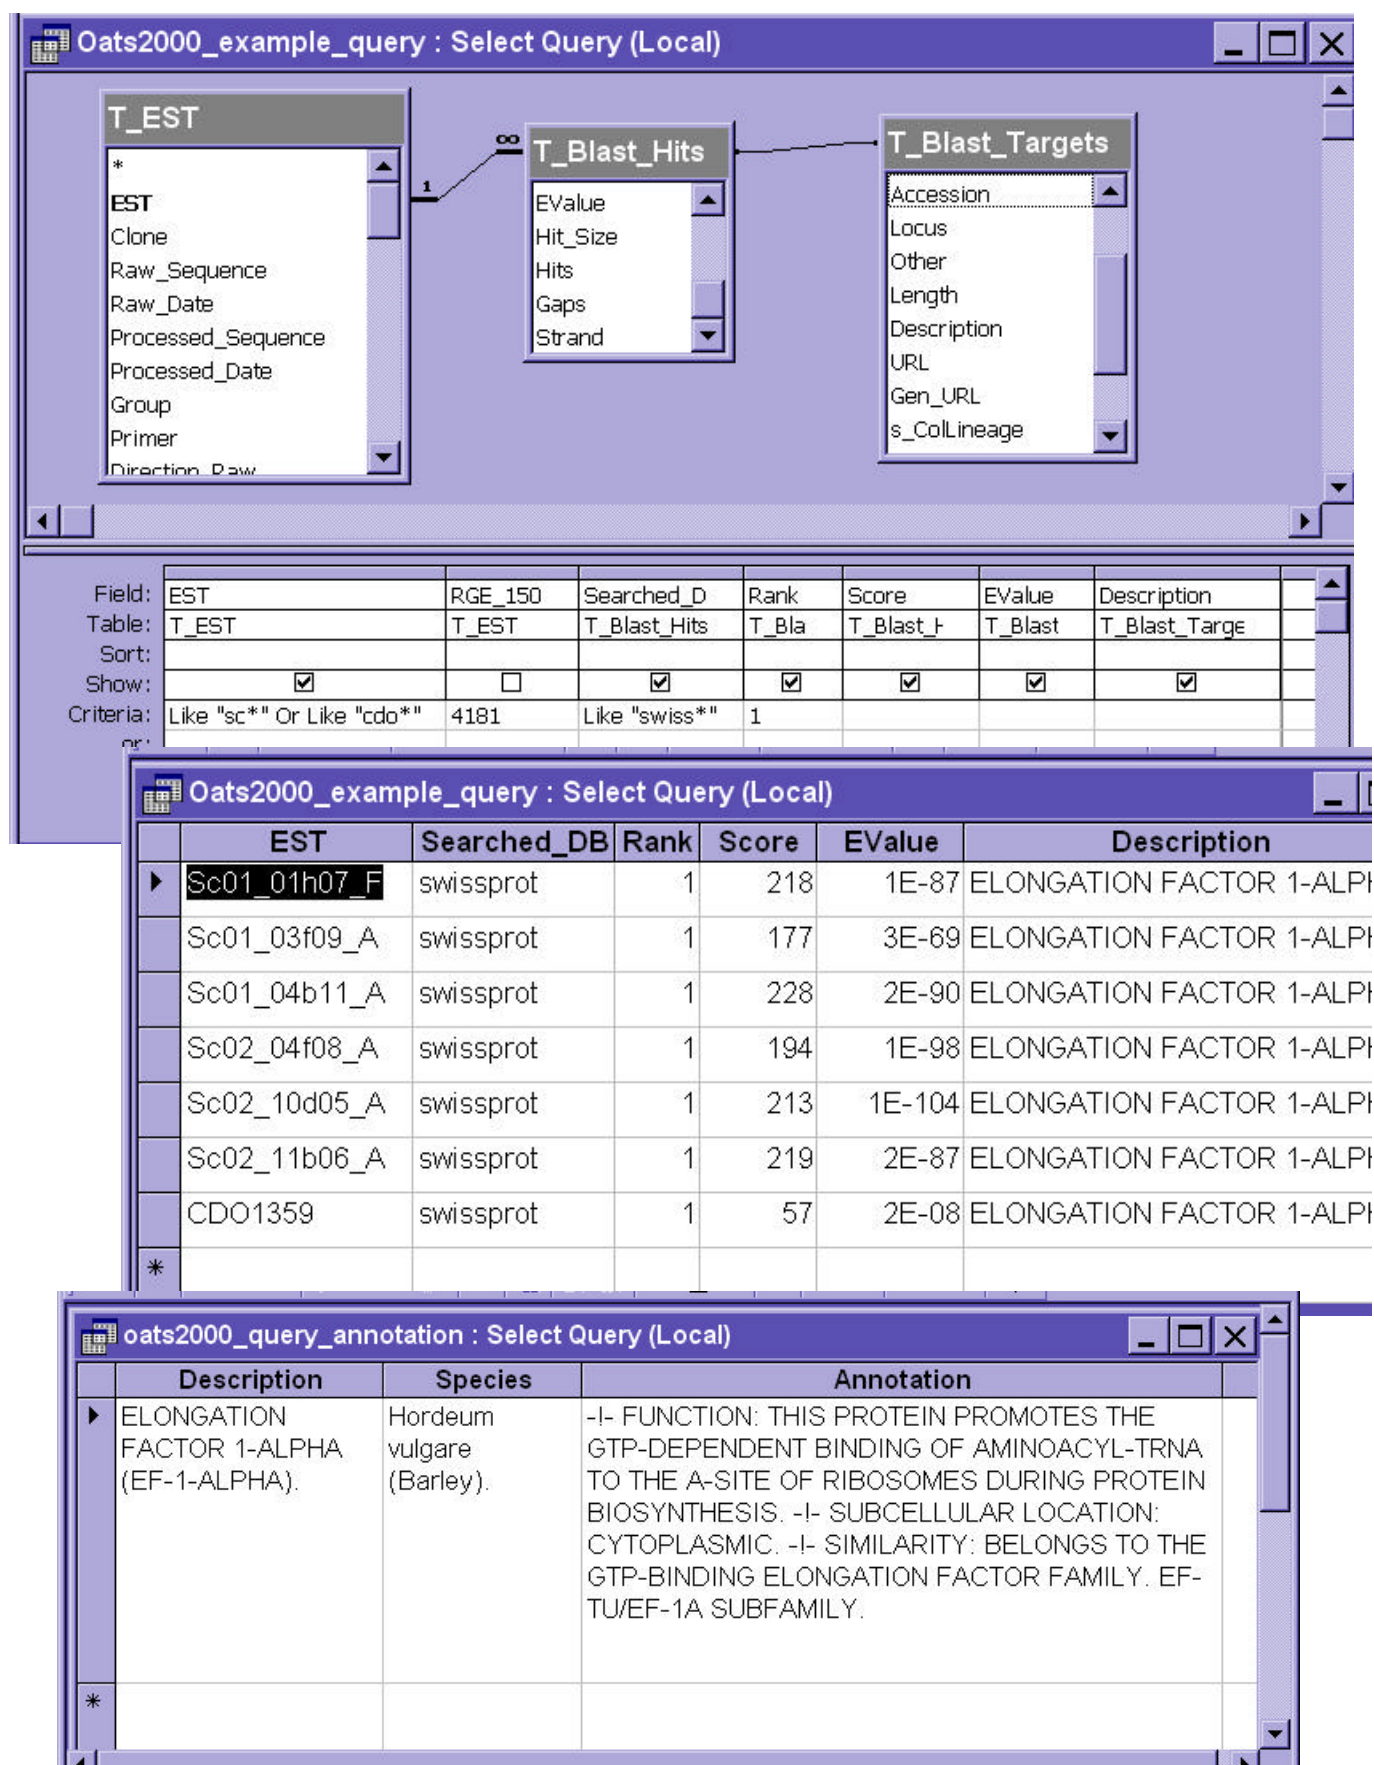 Oats2000_example_query : Select Query (Local)
T_EST
*
EST
Clone
Raw_Sequence
Raw_Date
Processed_Sequence
Processed_Date
Group
Primer
Direction_Raw
1
∞
T_Blast_Hits
EValue
Hit_Size
Hits
Gaps
Strand
T_Blast_Targets
Accession
Locus
Other
Length
Description
URL
Gen_URL
s_ColLineage
Field: EST RGE_150 Searched_D Rank Score EValue Description
Table: T_EST T_EST T_Blast_Hits T_Bla T_Blast_H T_Blast T_Blast_Targe
Sort:
Show:
Criteria: Like "sc*" Or Like "cdo*" 4181 Like "swiss*" 1
or:
Oats2000_example_query : Select Query (Local)
EST Searched_DB Rank Score EValue Description
Sc01_01h07_F swissprot 1 218 1E-87 ELONGATION FACTOR 1-ALPH
Sc01_03f09_A swissprot 1 177 3E-69 ELONGATION FACTOR 1-ALPH
Sc01_04b11_A swissprot 1 228 2E-90 ELONGATION FACTOR 1-ALPH
Sc02_04f08_A swissprot 1 194 1E-98 ELONGATION FACTOR 1-ALPH
Sc02_10d05_A swissprot 1 213 1E-104 ELONGATION FACTOR 1-ALPH
Sc02_11b06_A swissprot 1 219 2E-87 ELONGATION FACTOR 1-ALPH
CDO1359 swissprot 1 57 2E-08 ELONGATION FACTOR 1-ALPH
*
oats2000_query_annotation : Select Query (Local)
Description Species Annotation
ELONGATION Hordeum -!- FUNCTION: THIS PROTEIN PROMOTES THE
FACTOR 1-ALPHA vulgare GTP-DEPENDENT BINDING OF AMINOACYL-TRNA
(EF-1-ALPHA). (Barley). TO THE A-SITE OF RIBOSOMES DURING PROTEIN
BIOSYNTHESIS. -!- SUBCELLULAR LOCATION:
CYTOPLASMIC. -!- SIMILARITY: BELONGS TO THE
GTP-BINDING ELONGATION FACTOR FAMILY. EF-
TU/EF-1A SUBFAMILY.
*